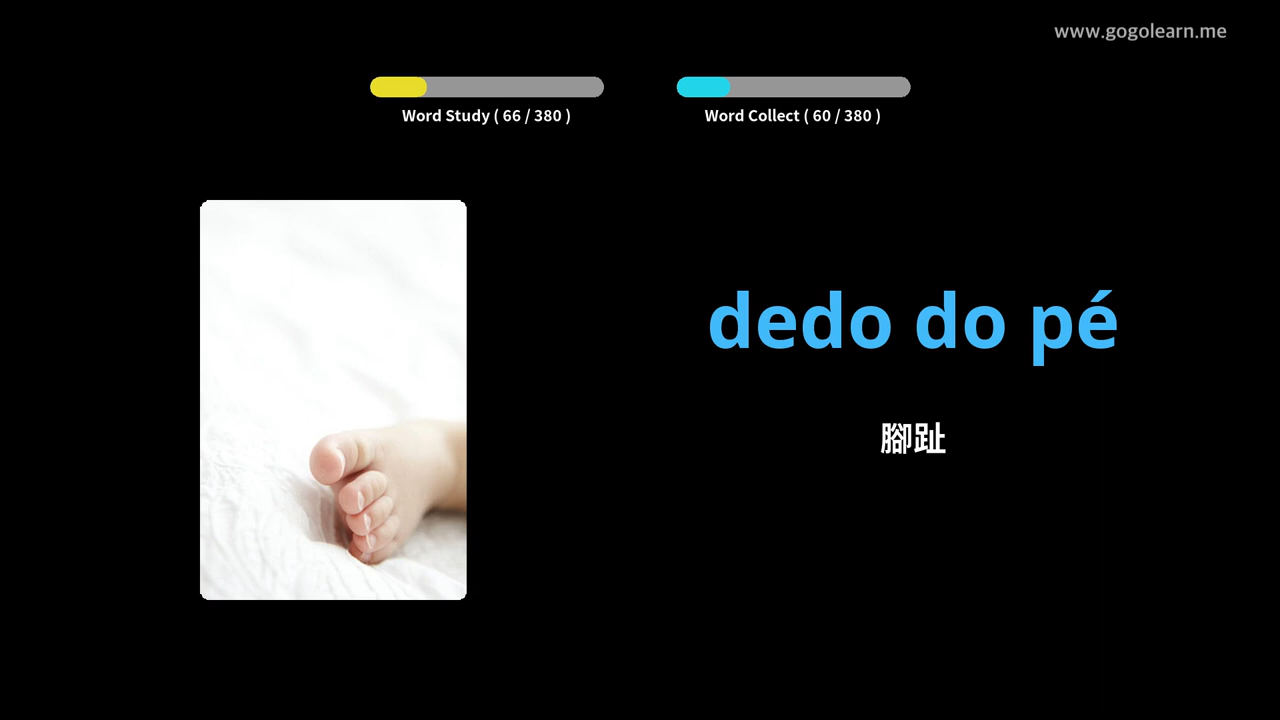 www.gogolearn.me
Word Study ( 66 / 380 )
Word Collect ( 60 / 380 )
dedo do pé
腳趾